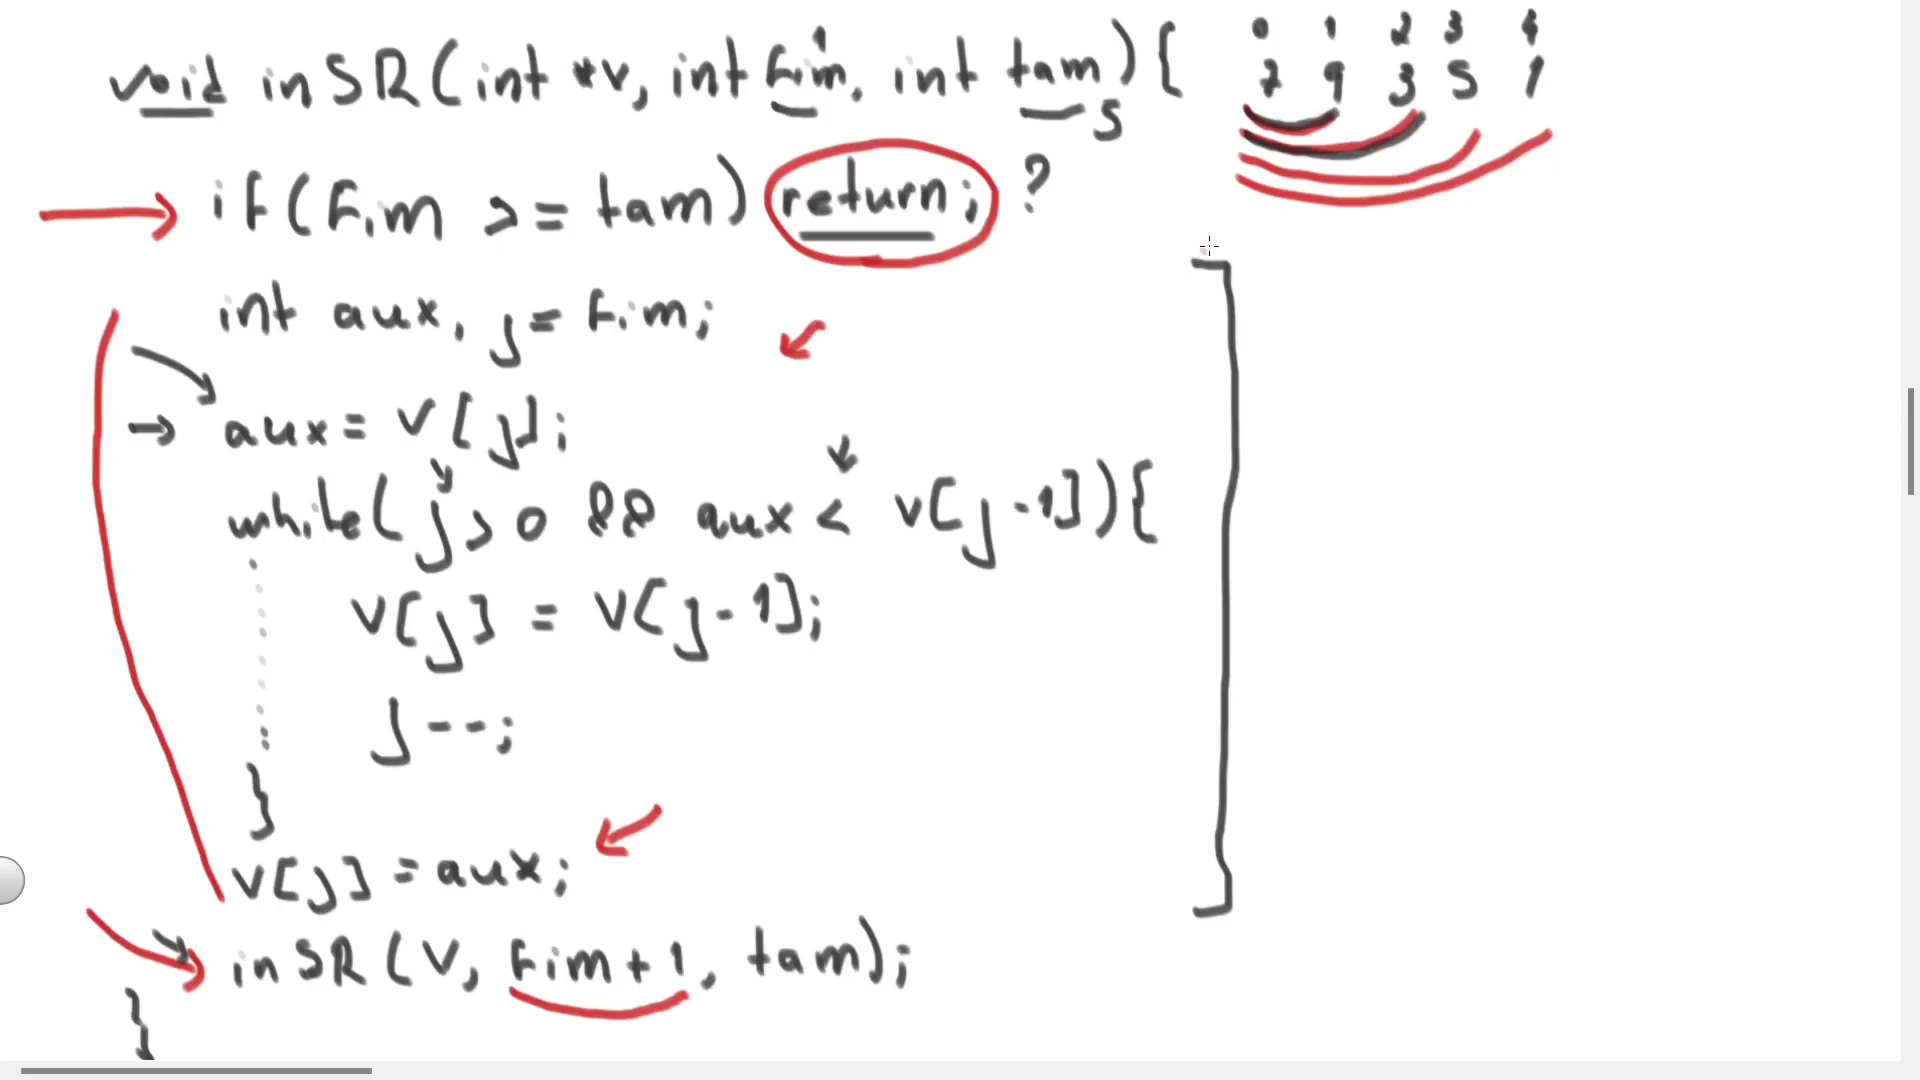 void inSR(int *v, int fim, int tam){
1
5
0 1 2 3 4
7 9 3 5 1
if(fim >= tam) return; ?
int aux, j = fim;
aux = v[j];
while(j > 0 && aux < v[j-1]){
v[j] = v[j-1];
j--;
}
v[j] = aux;
inSR(v, fim+1, tam);
}